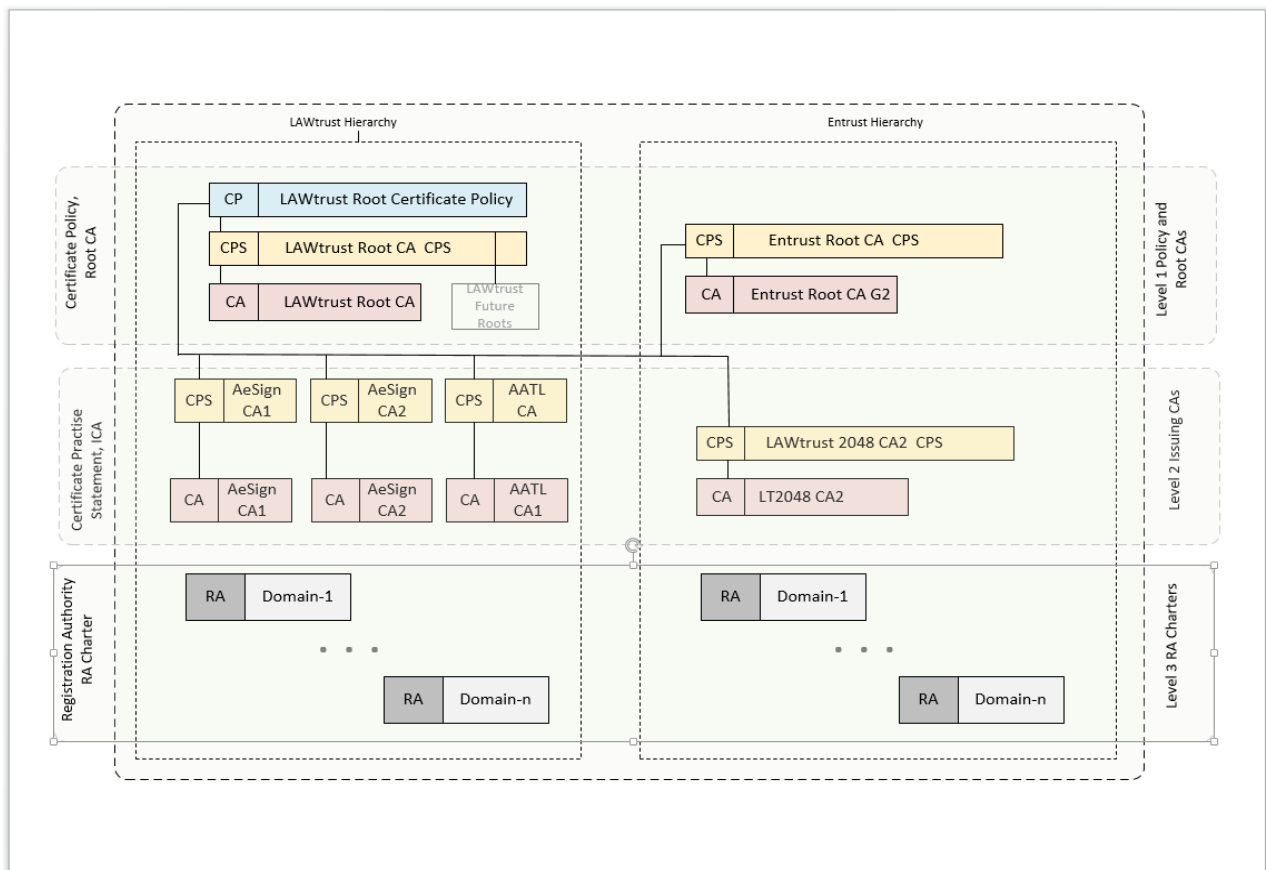 LAWtrust Hierarchy
Entrust Hierarchy
Certificate Policy,
Root CA
CP LAWtrust Root Certificate Policy
CPS LAWtrust Root CA CPS
CA LAWtrust Root CA
LAWtrust
Future
Roots
CPS Entrust Root CA CPS
CA Entrust Root CA G2
Level 1 Policy and
Root CAs
Certificate Practise
Statement, ICA
CPS AeSign
CA1
CPS AeSign
CA2
CPS AATL
CA
CA AeSign
CA1
CA AeSign
CA2
CA AATL
CA1
CPS LAWtrust 2048 CA2 CPS
CA LT2048 CA2
Level 2 Issuing CAs
Registration Authority
RA Charter
RA Domain-1
. . .
RA Domain-n
RA Domain-1
. . .
RA Domain-n
Level 3 RA Charters